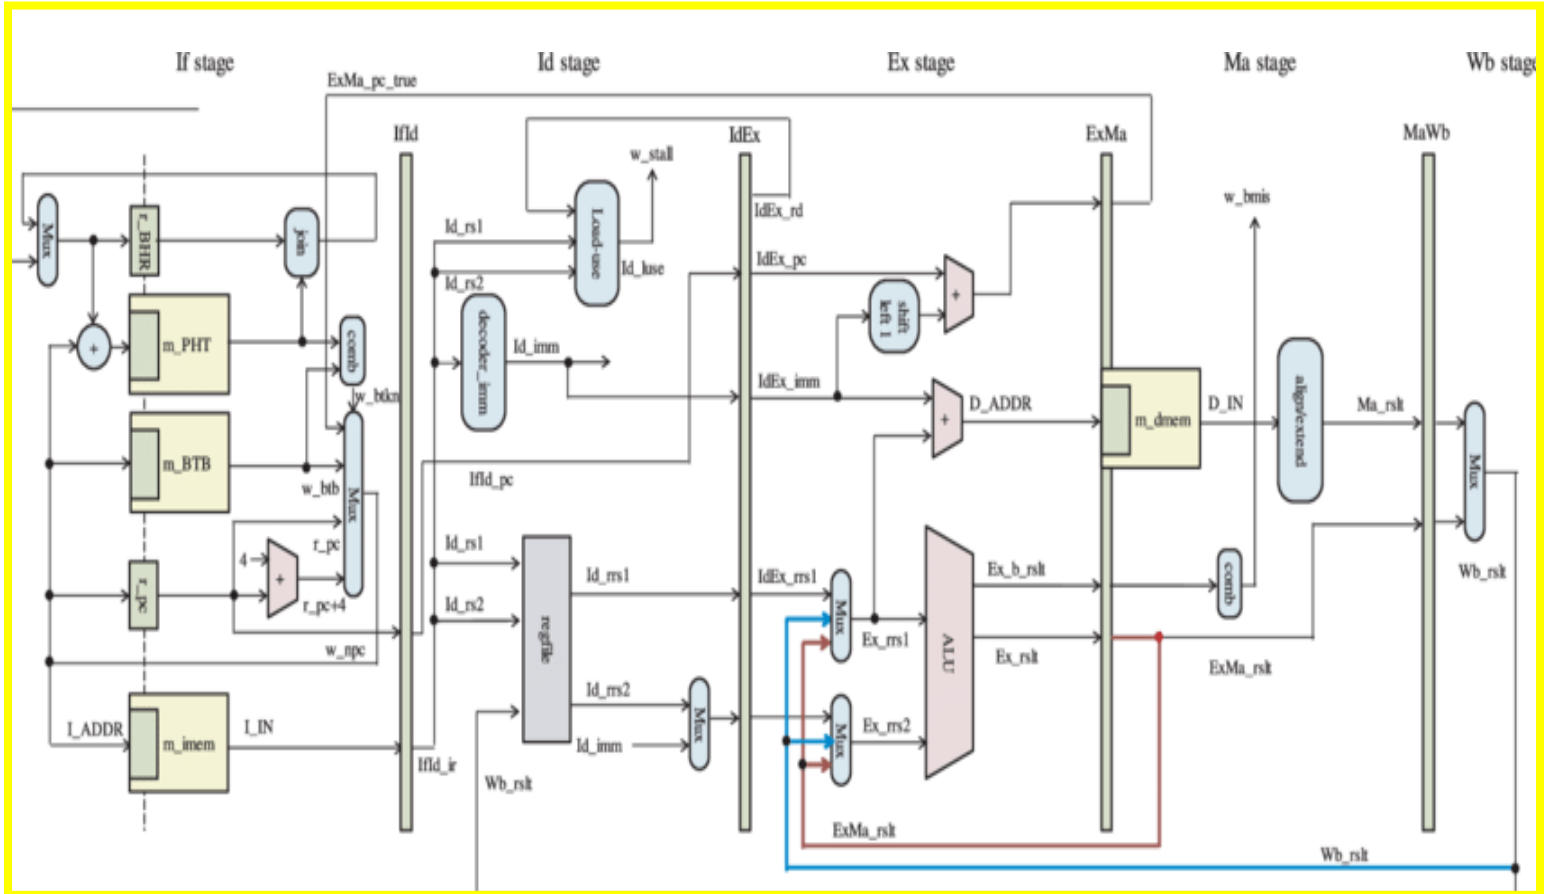 If stage
Id stage
Ex stage
Ma stage
Wb stage
ExMa_pc_true
IfId
IdEx
ExMa
MaWb
w_stall
w_bmis
Mux
r_BHR
join
Load-use
Id_rs1
Id_rs2
Id_luse
IdEx_rd
IdEx_pc
+
shift
left 1
+
m_PHT
comb
w_btkn
decoder_imm
Id_imm
IdEx_imm
+
D_ADDR
m_dmem
D_IN
align/extend
Ma_rslt
Mux
m_BTB
w_btb
Mux
IfId_pc
r_pc
4
+
r_pc
r_pc+4
w_npc
Id_rs1
Id_rs2
regfile
Id_rrs1
IdEx_rrs1
Mux
Ex_rrs1
ALU
Ex_b_rslt
Ex_rslt
comb
Wb_rslt
ExMa_rslt
Id_rrs2
Mux
Id_imm
Mux
Ex_rrs2
I_ADDR
m_imem
I_IN
IfId_ir
Wb_rslt
ExMa_rslt
Wb_rslt